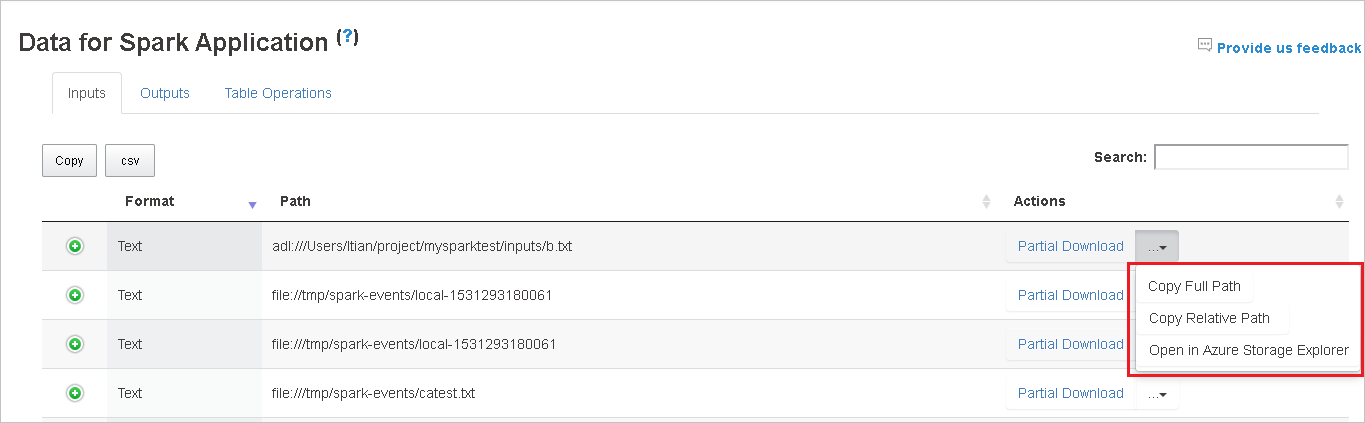 Data for Spark Application (?)
Provide us feedback
Inputs Outputs Table Operations
Copy csv Search:
Format Path Actions
Text adl:///Users/ltian/project/mysparktest/inputs/b.txt Partial Download ...
Text file://tmp/spark-events/local-1531293180061 Partial Download
Copy Full Path
Copy Relative Path
Text file:///tmp/spark-events/local-1531293180061 Partial Download
Open in Azure Storage Explorer
Text file:///tmp/spark-events/catest.txt Partial Download ...